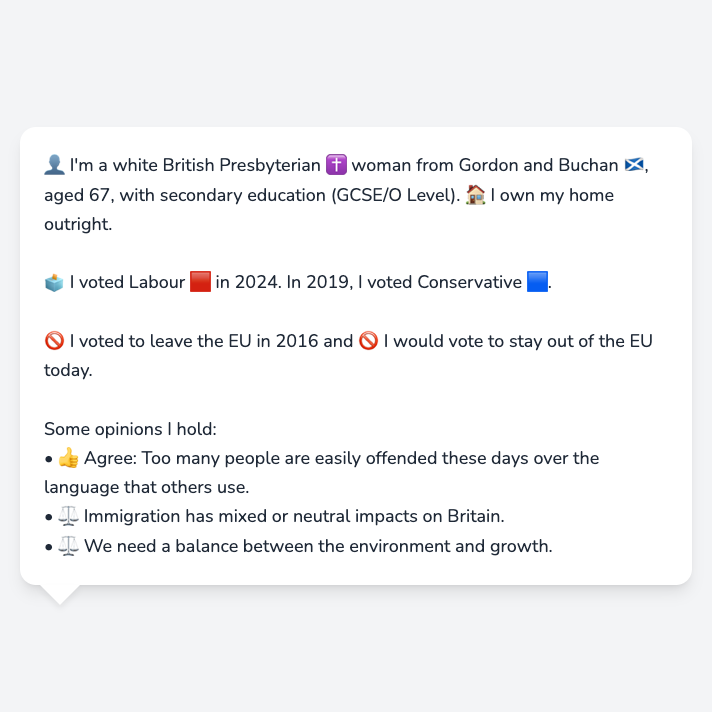 👤 I'm a white British Presbyterian ✝️ woman from Gordon and Buchan 🏴󠁧󠁢󠁳󠁣󠁴󠁿,
aged 67, with secondary education (GCSE/O Level). 🏠 I own my home
outright.
🗳️ I voted Labour 🟥 in 2024. In 2019, I voted Conservative 🟦.
🚫 I voted to leave the EU in 2016 and 🚫 I would vote to stay out of the EU
today.
Some opinions I hold:
• 👍 Agree: Too many people are easily offended these days over the
language that others use.
• ⚖️ Immigration has mixed or neutral impacts on Britain.
• ⚖️ We need a balance between the environment and growth.